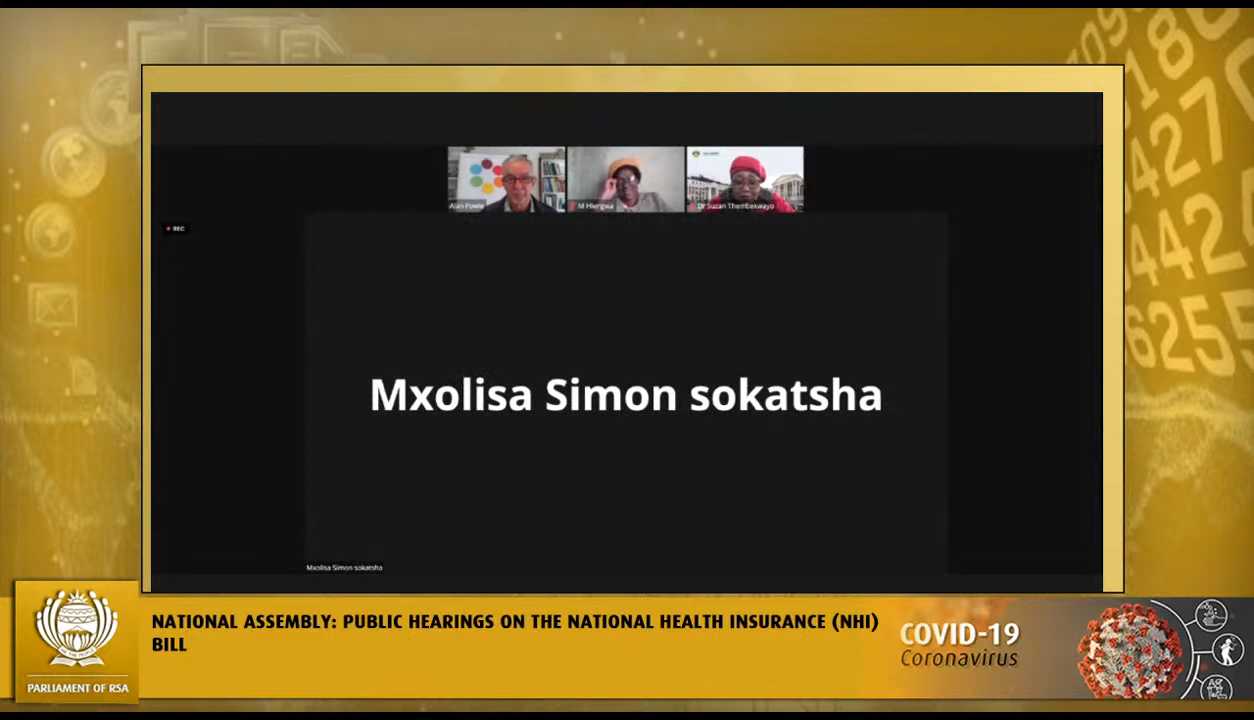 Alan Fowle
M Hlengwa
Dr Suzan Thembekwayo
REC
Mxolisa Simon sokatsha
Mxolisa Simon sokatsha
NATIONAL ASSEMBLY: PUBLIC HEARINGS ON THE NATIONAL HEALTH INSURANCE (NHI)
BILL
COVID-19
Coronavirus
PARLIAMENT OF RSA